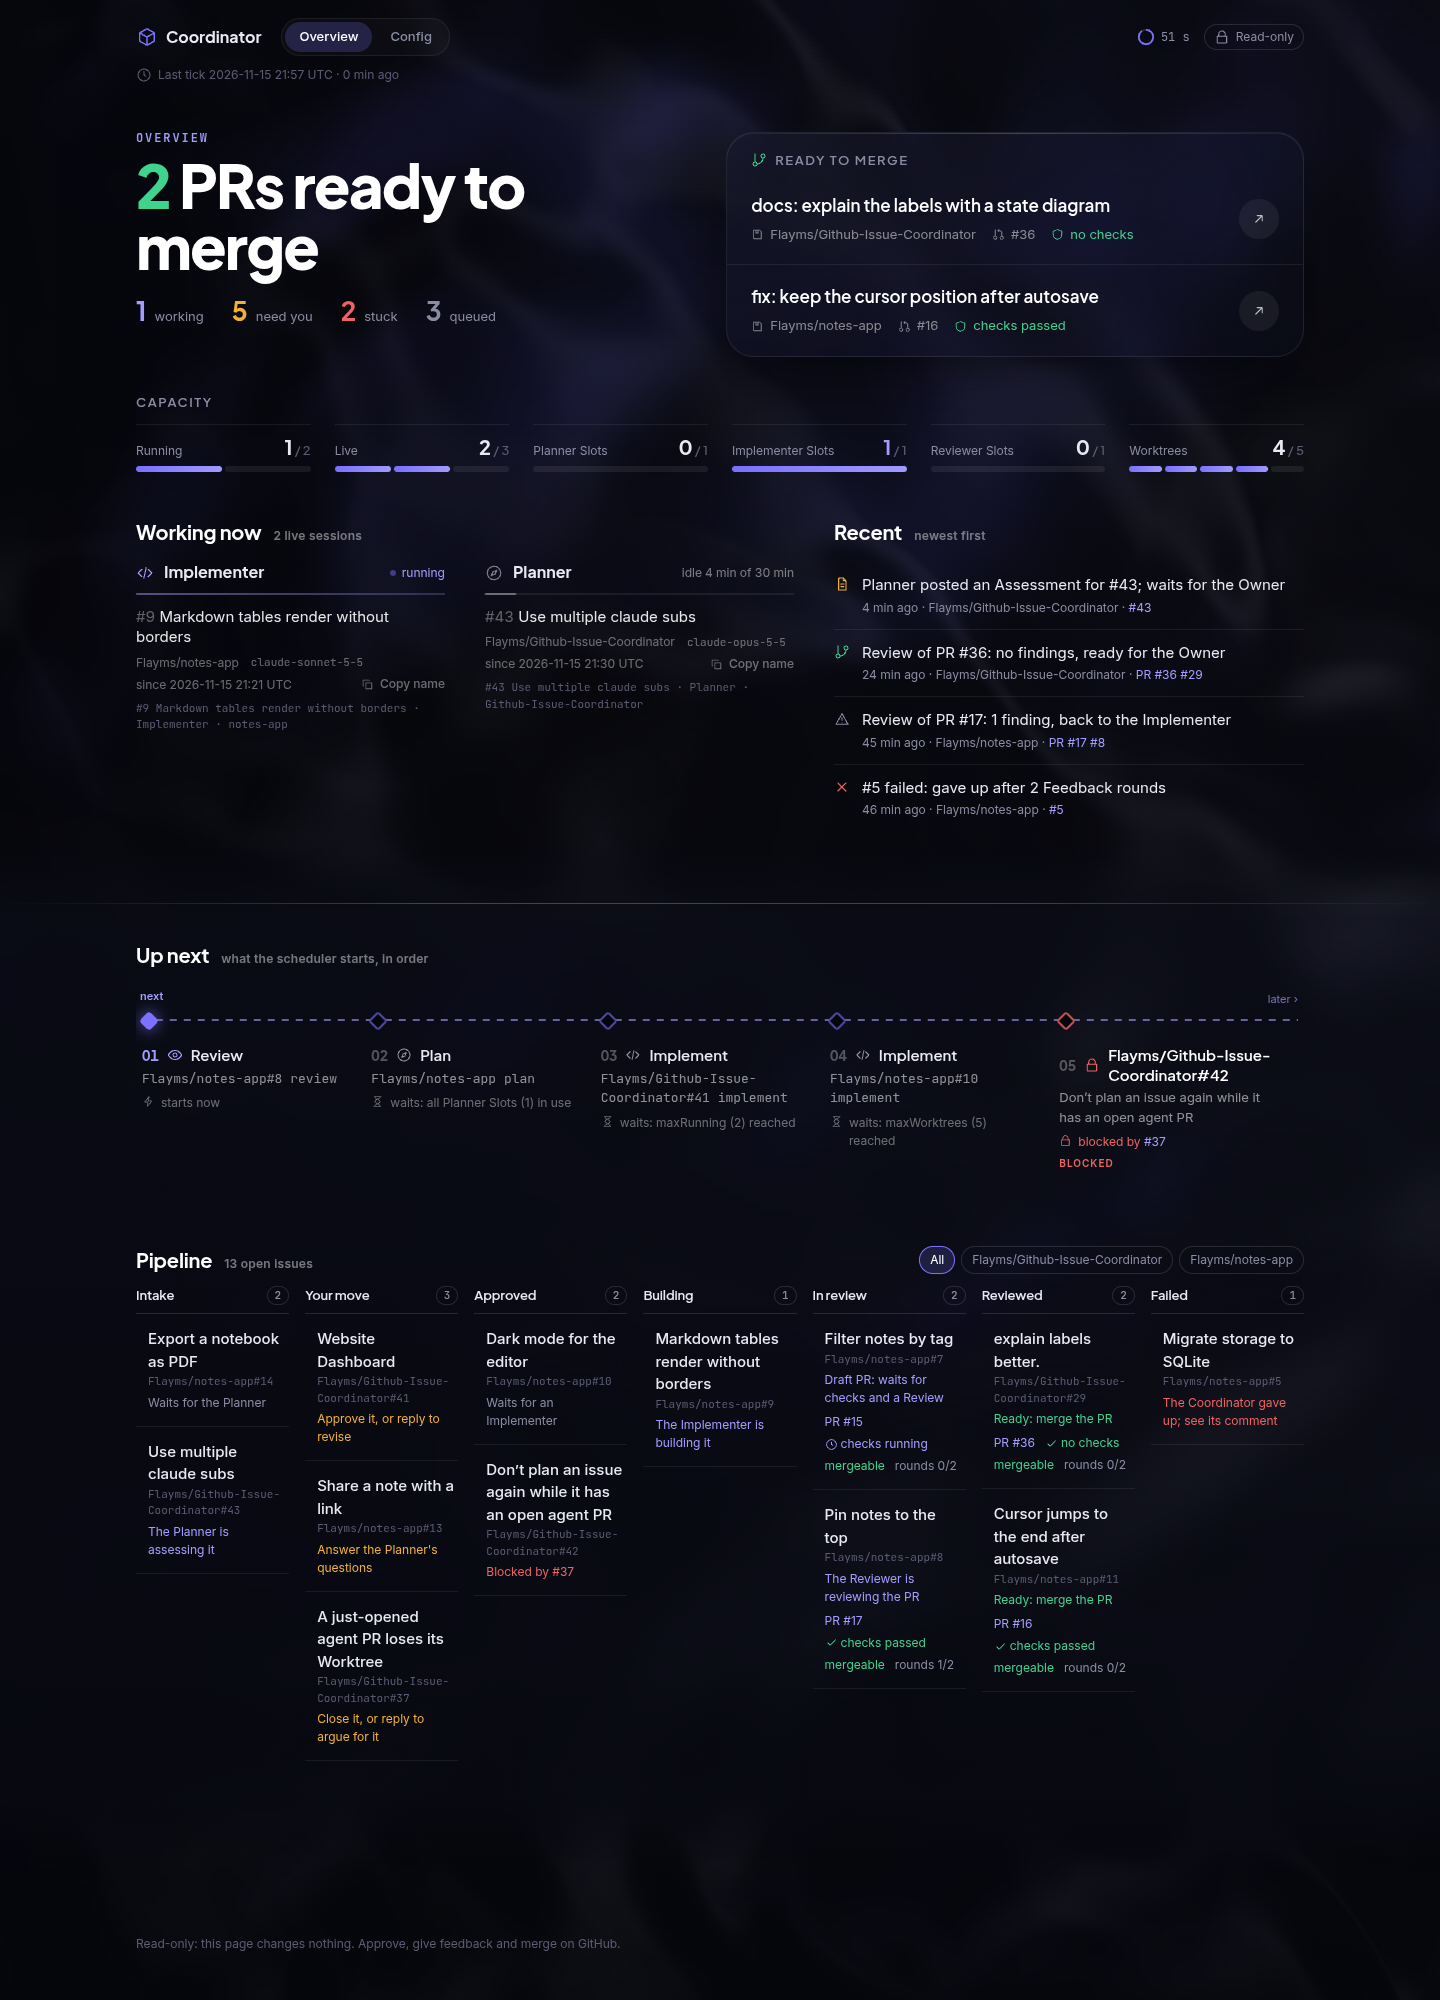 Coordinator
Overview
Config
51 s
Read-only
Last tick 2026-11-15 21:57 UTC · 0 min ago
OVERVIEW
2 PRs ready to
merge
1 working
5 need you
2 stuck
3 queued
READY TO MERGE
docs: explain the labels with a state diagram
Flayms/Github-Issue-Coordinator #36 no checks
fix: keep the cursor position after autosave
Flayms/notes-app #16 checks passed
CAPACITY
Running 1 / 2
Live 2 / 3
Planner Slots 0 / 1
Implementer Slots 1 / 1
Reviewer Slots 0 / 1
Worktrees 4 / 5
Working now 2 live sessions
Implementer running
#9 Markdown tables render without
borders
Flayms/notes-app claude-sonnet-5-5
since 2026-11-15 21:21 UTC Copy name
#9 Markdown tables render without borders ·
Implementer · notes-app
Planner idle 4 min of 30 min
#43 Use multiple claude subs
Flayms/Github-Issue-Coordinator claude-opus-5-5
since 2026-11-15 21:30 UTC Copy name
#43 Use multiple claude subs · Planner ·
Github-Issue-Coordinator
Recent newest first
Planner posted an Assessment for #43; waits for the Owner
4 min ago · Flayms/Github-Issue-Coordinator · #43
Review of PR #36: no findings, ready for the Owner
24 min ago · Flayms/Github-Issue-Coordinator · PR #36 #29
Review of PR #17: 1 finding, back to the Implementer
45 min ago · Flayms/notes-app · PR #17 #8
#5 failed: gave up after 2 Feedback rounds
46 min ago · Flayms/notes-app · #5
Up next what the scheduler starts, in order
next
later ›
01 Review
Flayms/notes-app#8 review
starts now
02 Plan
Flayms/notes-app plan
waits: all Planner Slots (1) in use
03 Implement
Flayms/Github-Issue-
Coordinator#41 implement
waits: maxRunning (2) reached
04 Implement
Flayms/notes-app#10
implement
waits: maxWorktrees (5)
reached
05 Flayms/Github-Issue-
Coordinator#42
Don't plan an issue again while it
has an open agent PR
blocked by #37
BLOCKED
Pipeline 13 open issues
All
Flayms/Github-Issue-Coordinator
Flayms/notes-app
Intake 2
Export a notebook
as PDF
Flayms/notes-app#14
Waits for the Planner
Use multiple
claude subs
Flayms/Github-Issue-
Coordinator#43
The Planner is
assessing it
Your move 3
Website
Dashboard
Flayms/Github-Issue-
Coordinator#41
Approve it, or reply to
revise
Share a note with a
link
Flayms/notes-app#13
Answer the Planner's
questions
A just-opened
agent PR loses its
Worktree
Flayms/Github-Issue-
Coordinator#37
Close it, or reply to
argue for it
Approved 2
Dark mode for the
editor
Flayms/notes-app#10
Waits for an
Implementer
Don't plan an issue
again while it has
an open agent PR
Flayms/Github-Issue-
Coordinator#42
Blocked by #37
Building 1
Markdown tables
render without
borders
Flayms/notes-app#9
The Implementer is
building it
In review 2
Filter notes by tag
Flayms/notes-app#7
Draft PR: waits for
checks and a Review
PR #15
checks running
mergeable rounds 0/2
Pin notes to the
top
Flayms/notes-app#8
The Reviewer is
reviewing the PR
PR #17
checks passed
mergeable rounds 1/2
Reviewed 2
explain labels
better.
Flayms/Github-Issue-
Coordinator#29
Ready: merge the PR
PR #36 no checks
mergeable rounds 0/2
Cursor jumps to
the end after
autosave
Flayms/notes-app#11
Ready: merge the PR
PR #16
checks passed
mergeable rounds 0/2
Failed 1
Migrate storage to
SQLite
Flayms/notes-app#5
The Coordinator gave
up; see its comment
Read-only: this page changes nothing. Approve, give feedback and merge on GitHub.